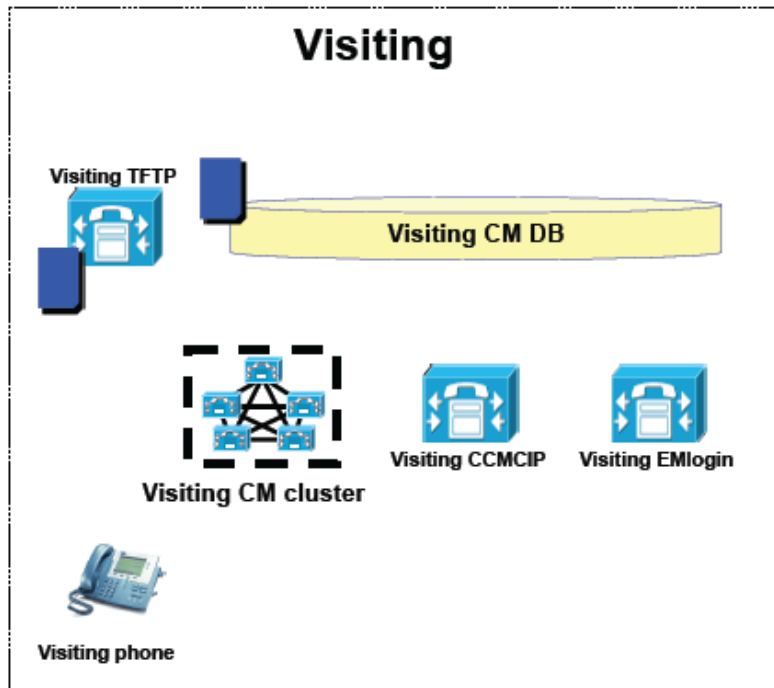 Visiting
Visiting TFTP
Visiting CM DB
Visiting CM cluster
Visiting CCMCIP
Visiting EMlogin
Visiting phone